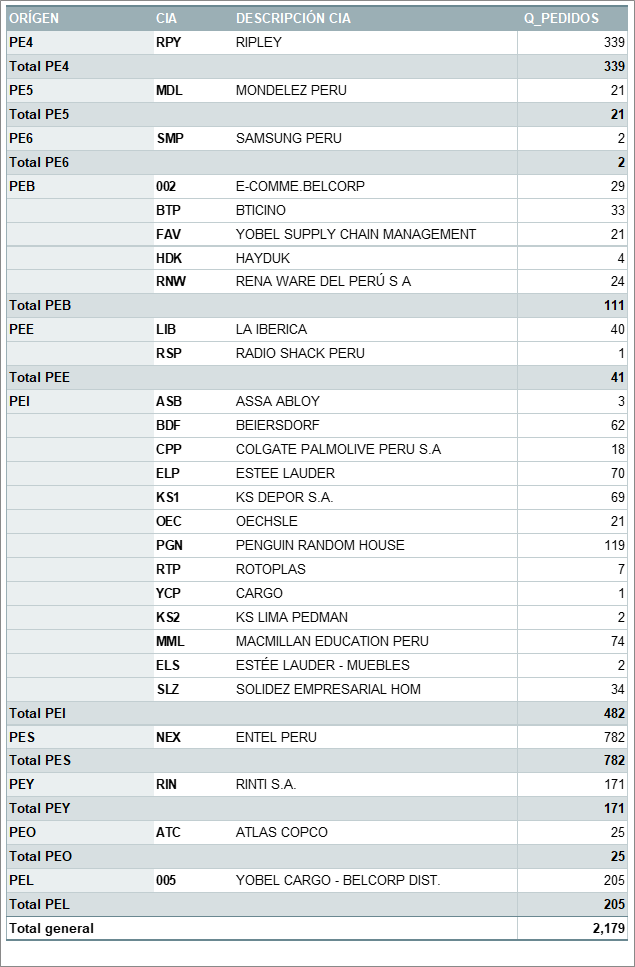 ORÍGEN CIA DESCRIPCIÓN CIA Q_PEDIDOS
PE4 RPY RIPLEY 339
Total PE4 339
PE5 MDL MONDELEZ PERU 21
Total PE5 21
PE6 SMP SAMSUNG PERU 2
Total PE6 2
PEB 002 E-COMME.BELCORP 29
BTP BTICINO 33
FAV YOBEL SUPPLY CHAIN MANAGEMENT 21
HDK HAYDUK 4
RNW RENA WARE DEL PERÚ S A 24
Total PEB 111
PEE LIB LA IBERICA 40
RSP RADIO SHACK PERU 1
Total PEE 41
PEI ASB ASSA ABLOY 3
BDF BEIERSDORF 62
CPP COLGATE PALMOLIVE PERU S.A 18
ELP ESTEE LAUDER 70
KS1 KS DEPOR S.A. 69
OEC OECHSLE 21
PGN PENGUIN RANDOM HOUSE 119
RTP ROTOPLAS 7
YCP CARGO 1
KS2 KS LIMA PEDMAN 2
MML MACMILLAN EDUCATION PERU 74
ELS ESTÉE LAUDER - MUEBLES 2
SLZ SOLIDEZ EMPRESARIAL HOM 34
Total PEI 482
PES NEX ENTEL PERU 782
Total PES 782
PEY RIN RINTI S.A. 171
Total PEY 171
PEO ATC ATLAS COPCO 25
Total PEO 25
PEL 005 YOBEL CARGO - BELCORP DIST. 205
Total PEL 205
Total general 2,179